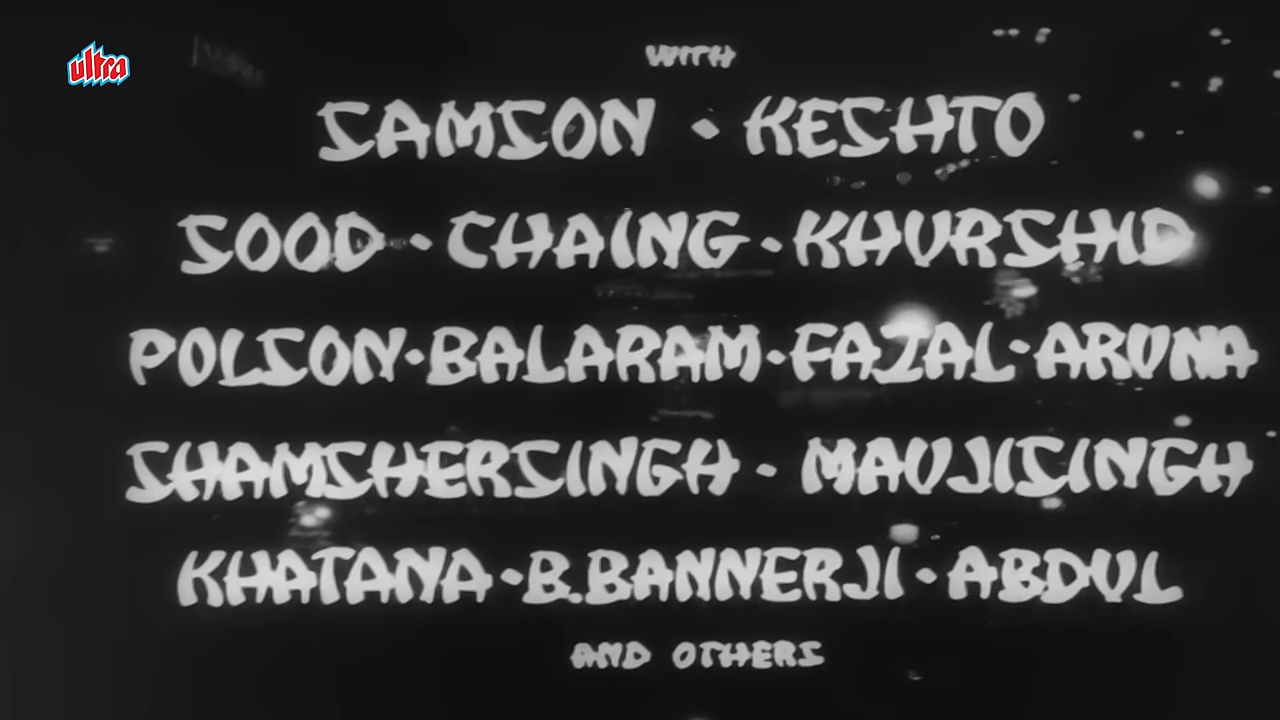 ultra
WITH
SAMSON · KESHTO
SOOD · CHAING · KHURSHID
POLSON · BALARAM · FAZAL · ARUNA
SHAMSHERSINGH · MAUJISINGH
KHATANA · B. BANNERJI · ABDUL
AND OTHERS